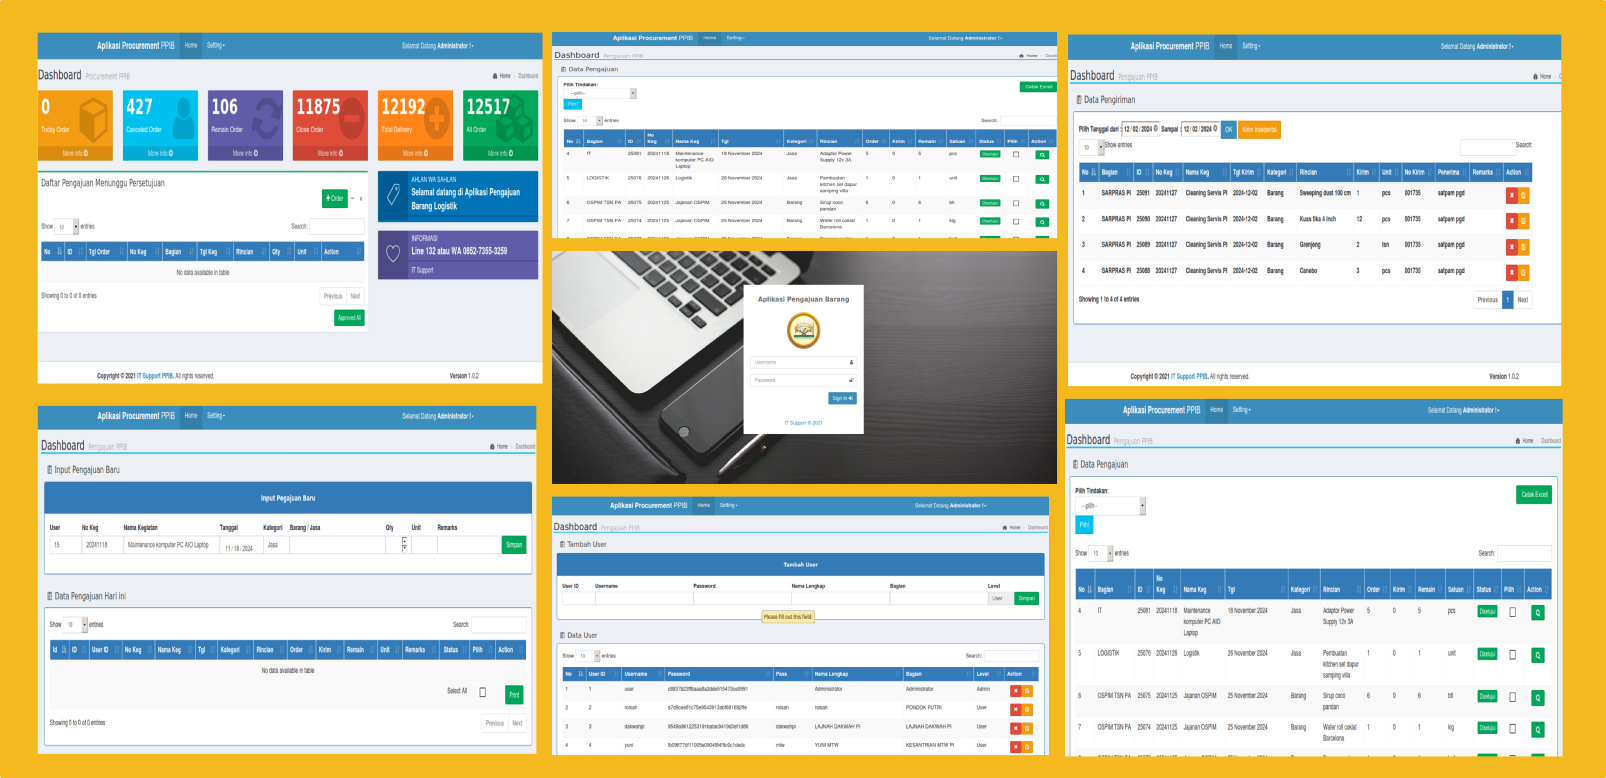 Aplikasi Procurement PPIB Home Setting
Selamat Datang Administrator !
Dashboard Procurement PPIB
Home Dashboard
0
Today Order
More info
427
Canceled Order
More info
106
Remain Order
More info
11875
Close Order
More info
12192
Total Delivery
More info
12517
All Order
More info
Daftar Pengajuan Menunggu Persetujuan
+Order
Show 10 entries
Search:
No ID Tgl Order No Keg Bagian Tgl Keg Rincian Qty Unit Action
No data available in table
Showing 0 to 0 of 0 entries
Previous Next
Approved All
AHLAN WA SAHLAN
Selamat datang di Aplikasi Pengajuan
Barang Logistik
INFORMASI
Line 132 atau WA 0852-7355-3259
IT Support
Copyright © 2021 IT Support PPIB. All rights reserved.
Version 1.0.2
Aplikasi Procurement PPIB Home Setting
Selamat Datang Administrator !
Dashboard Pengajuan PPIB
Home Dashboard
Input Pengajuan Baru
Input Pegajuan Baru
User No Keg Nama Kegiatan Tanggal Kategori Barang / Jasa Qty Unit Remarks
15 20241118 Maintenance komputer PC AIO Laptop 11 / 18 / 2024 Jasa Simpan
Data Pengajuan Hari ini
Show 10 entries
Search:
Id ID User ID No Keg Nama Keg Tgl Kategori Rincian Order Kirim Remain Unit Remarks Status Pilih Action
No data available in table
Select All Print
Showing 0 to 0 of 0 entries
Previous Next
Aplikasi Procurement PPIB Home Setting
Selamat Datang Administrator !
Dashboard Pengajuan PPIB
Home
Data Pengajuan
Pilih Tindakan:
--pilih--
Pilih!
Cetak Excell
Show 10 entries
Search:
No Bagian ID No Keg Nama Keg Tgl Kategori Rincian Order Kirim Remain Satuan Status Pilih Action
4 IT 25081 20241118 Maintenance komputer PC AIO Laptop 18 November 2024 Jasa Adaptor Power Supply 12v 3A 5 0 5 pcs Disetujui
5 LOGISTIK 25076 20241126 Logistik 26 November 2024 Jasa Pembuatan kitchen set dapur samping villa 1 0 1 unit Disetujui
6 OSPIM TSN PA 25075 20241125 Jajanan OSPIM 25 November 2024 Barang Sirup coco pandan 6 0 6 btl Disetujui
7 OSPIM TSN PA 25074 20241125 Jajanan OSPIM 25 November 2024 Barang Wafer roll coklat Barcelona 1 0 1 klg Disetujui
Aplikasi Pengajuan Barang
Username
Password
Sign In
IT Support © 2021
Aplikasi Procurement PPIB Home Setting
Selamat Datang Administrator !
Dashboard Pengajuan PPIB
Home Dashboard
Tambah User
Tambah User
User ID Username Password Nama Lengkap Bagian Level
User Simpan
Please fill out this field.
Data User
Show 10 entries
Search:
No User ID Username Password Pass Nama Lengkap Bagian Level Action
1 1 user Administrator Administrator Admin
2 2 roisah roisah roisah PONDOK PUTRI User
3 3 dakwahpi dakwahpi LAJNAH DAKWAH PI LAJNAH DAKWAH PI User
4 4 yuni mtw YUNI MTW KESANTRIAN MTW PI User
Aplikasi Procurement PPIB Home Setting
Selamat Datang Administrator !
Dashboard Pengajuan PPIB
Home
Data Pengiriman
Pilih Tanggal dari : 12 / 02 / 2024 Sampai : 12 / 02 / 2024 OK Kirim Insedental
10 Show entries
Search:
No Bagian ID No Keg Nama Keg Tgl Kirim Kategori Rincian Kirim Unit No Kirim Penerima Remarks Action
1 SARPRAS PI 25091 20241127 Cleaning Servis PI 2024-12-02 Barang Sweeping dust 100 cm 1 pcs 001735 satpam pgd
2 SARPRAS PI 25090 20241127 Cleaning Servis PI 2024-12-02 Barang Kuas tika 4 inch 12 pcs 001735 satpam pgd
3 SARPRAS PI 25089 20241127 Cleaning Servis PI 2024-12-02 Barang Grenjeng 2 lsn 001735 satpam pgd
4 SARPRAS PI 25088 20241127 Cleaning Servis PI 2024-12-02 Barang Canebo 3 pcs 001735 satpam pgd
Showing 1 to 4 of 4 entries
Previous 1 Next
Copyright © 2021 IT Support PPIB. All rights reserved.
Version 1.0.2
Aplikasi Procurement PPIB Home Setting
Selamat Datang Administrator !
Dashboard Pengajuan PPIB
Home Dashboard
Data Pengajuan
Pilih Tindakan:
--pilih--
Pilih!
Cetak Excell
Show 10 entries
Search:
No Bagian ID No Keg Nama Keg Tgl Kategori Rincian Order Kirim Remain Satuan Status Pilih Action
4 IT 25081 20241118 Maintenance komputer PC AIO Laptop 18 November 2024 Jasa Adaptor Power Supply 12v 3A 5 0 5 pcs Disetujui
5 LOGISTIK 25076 20241126 Logistik 26 November 2024 Jasa Pembuatan kitchen set dapur samping villa 1 0 1 unit Disetujui
6 OSPIM TSN PA 25075 20241125 Jajanan OSPIM 25 November 2024 Barang Sirup coco pandan 6 0 6 btl Disetujui
7 OSPIM TSN PA 25074 20241125 Jajanan OSPIM 25 November 2024 Barang Wafer roll coklat Barcelona 1 0 1 klg Disetujui